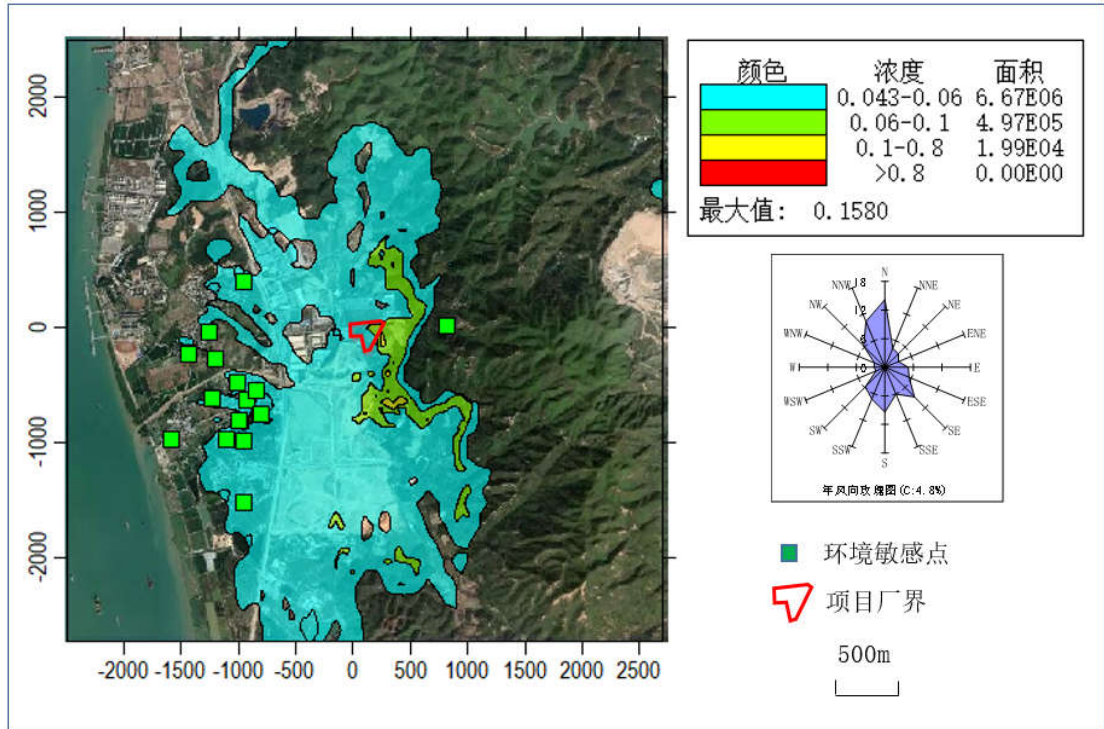 颜色 浓度 面积
0.043-0.06 6.67E06
0.06-0.1 4.97E05
0.1-0.8 1.99E04
>0.8 0.00E00
最大值: 0.1580
2000
1000
0
-1000
-2000
-2000 -1500 -1000 -500 0 500 1000 1500 2000 2500
N
NNW 18 NNE
NW 12 NE
WNW 6 ENE
W 0 E
WSW ESE
SW SE
SSW SSE
S
年风向玫瑰图(C:4.8%)
环境敏感点
项目厂界
500m